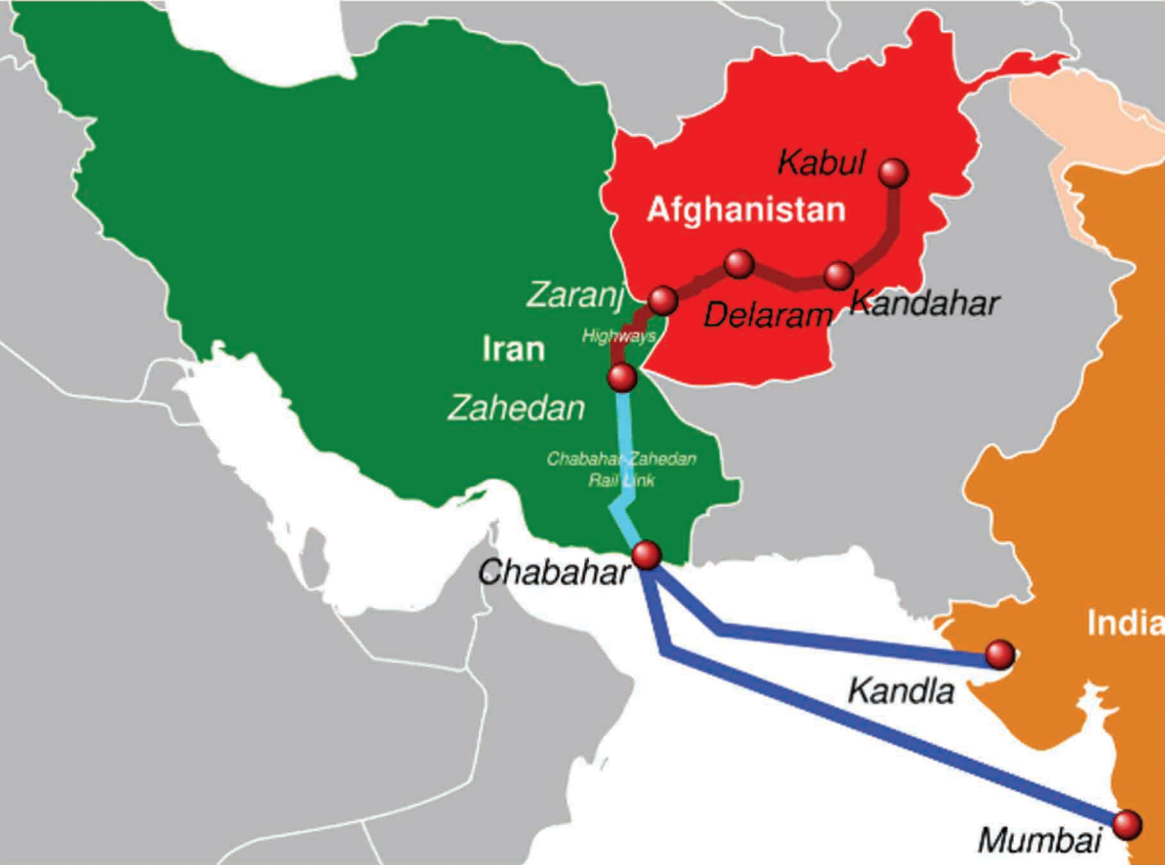 Kabul
Afghanistan
Zaranj
Delaram
Kandahar
Highways
Iran
Zahedan
Chabahar-Zahedan
Rail Link
Chabahar
India
Kandla
Mumbai